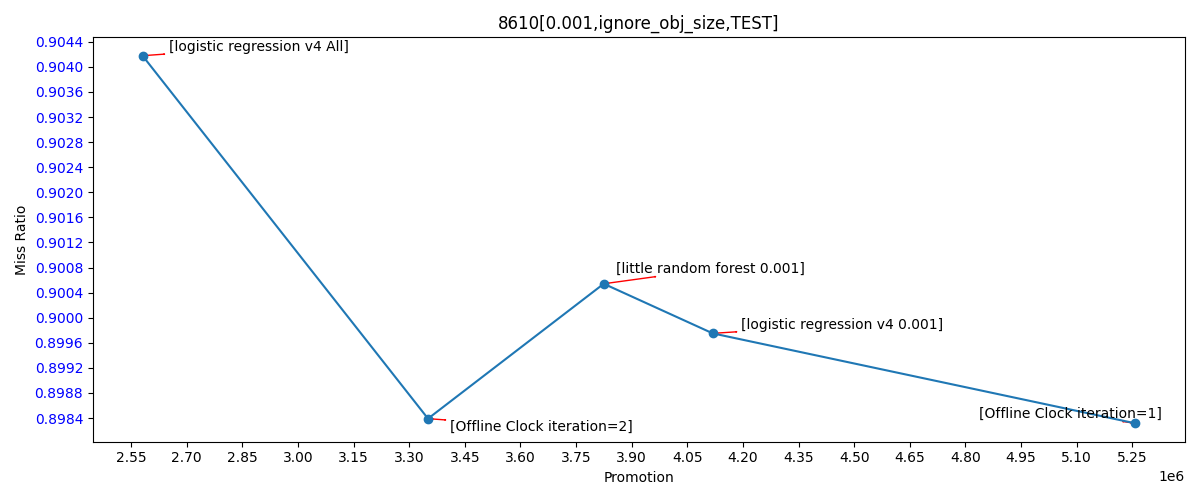 8610[0.001,ignore_obj_size,TEST]
Miss Ratio
0.9044
0.9040
0.9036
0.9032
0.9028
0.9024
0.9020
0.9016
0.9012
0.9008
0.9004
0.9000
0.8996
0.8992
0.8988
0.8984
[logistic regression v4 All]
[little random forest 0.001]
[logistic regression v4 0.001]
[Offline Clock iteration=1]
[Offline Clock iteration=2]
2.55 2.70 2.85 3.00 3.15 3.30 3.45 3.60 3.75 3.90 4.05 4.20 4.35 4.50 4.65 4.80 4.95 5.10 5.25
1e6
Promotion